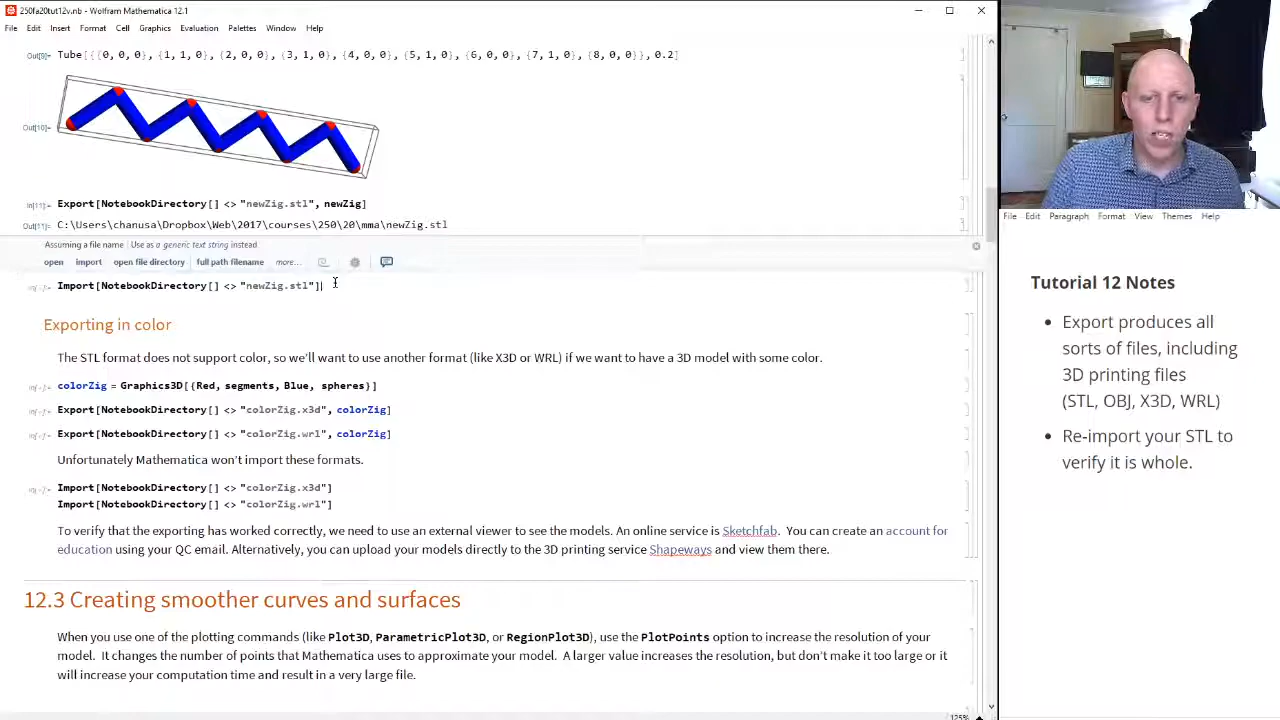 250fa20tut12v.nb - Wolfram Mathematica 12.1
File Edit Insert Format Cell Graphics Evaluation Palettes Window Help
Out[9]= Tube[{{0, 0, 0}, {1, 1, 0}, {2, 0, 0}, {3, 1, 0}, {4, 0, 0}, {5, 1, 0}, {6, 0, 0}, {7, 1, 0}, {8, 0, 0}}, 0.2]
Out[10]=
In[11]:= Export[NotebookDirectory[] <> "newZig.stl", newZig]
Out[11]= C:\Users\chanusa\Dropbox\Web\2017\courses\250\20\mma\newZig.stl
Assuming a file name | Use as a generic text string instead
open import open file directory full path filename more...
In[•]:= Import[NotebookDirectory[] <> "newZig.stl"]
Exporting in color
The STL format does not support color, so we'll want to use another format (like X3D or WRL) if we want to have a 3D model with some color.
In[•]:= colorZig = Graphics3D[{Red, segments, Blue, spheres}]
In[•]:= Export[NotebookDirectory[] <> "colorZig.x3d", colorZig]
In[•]:= Export[NotebookDirectory[] <> "colorZig.wrl", colorZig]
Unfortunately Mathematica won't import these formats.
In[•]:= Import[NotebookDirectory[] <> "colorZig.x3d"]
Import[NotebookDirectory[] <> "colorZig.wrl"]
To verify that the exporting has worked correctly, we need to use an external viewer to see the models. An online service is Sketchfab. You can create an account for
education using your QC email. Alternatively, you can upload your models directly to the 3D printing service Shapeways and view them there.
12.3 Creating smoother curves and surfaces
When you use one of the plotting commands (like Plot3D, ParametricPlot3D, or RegionPlot3D), use the PlotPoints option to increase the resolution of your
model. It changes the number of points that Mathematica uses to approximate your model. A larger value increases the resolution, but don't make it too large or it
will increase your computation time and result in a very large file.
125%
File Edit Paragraph Format View Themes Help
Tutorial 12 Notes
• Export produces all
sorts of files, including
3D printing files
(STL, OBJ, X3D, WRL)
• Re-import your STL to
verify it is whole.